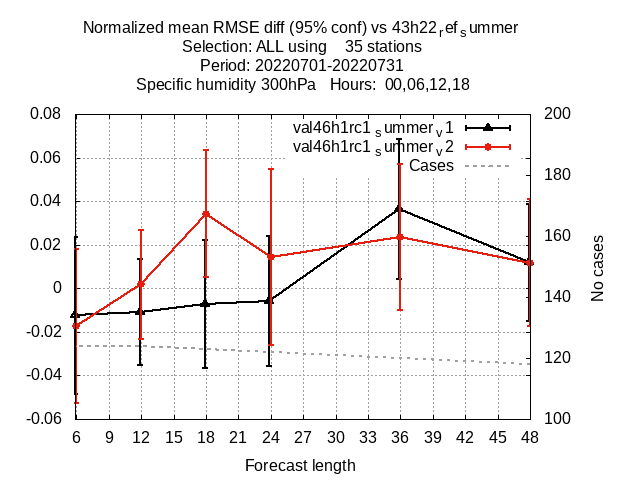 Normalized mean RMSE diff (95% conf) vs 43h22refsummer
Selection: ALL using 35 stations
Period: 20220701-20220731
Specific humidity 300hPa Hours: 00,06,12,18
val46h1rc1summerv1
val46h1rc1summerv2
Cases
0.08
0.06
0.04
0.02
0
-0.02
-0.04
-0.06
200
180
160
140
120
100
No cases
6 9 12 15 18 21 24 27 30 33 36 39 42 45 48
Forecast length